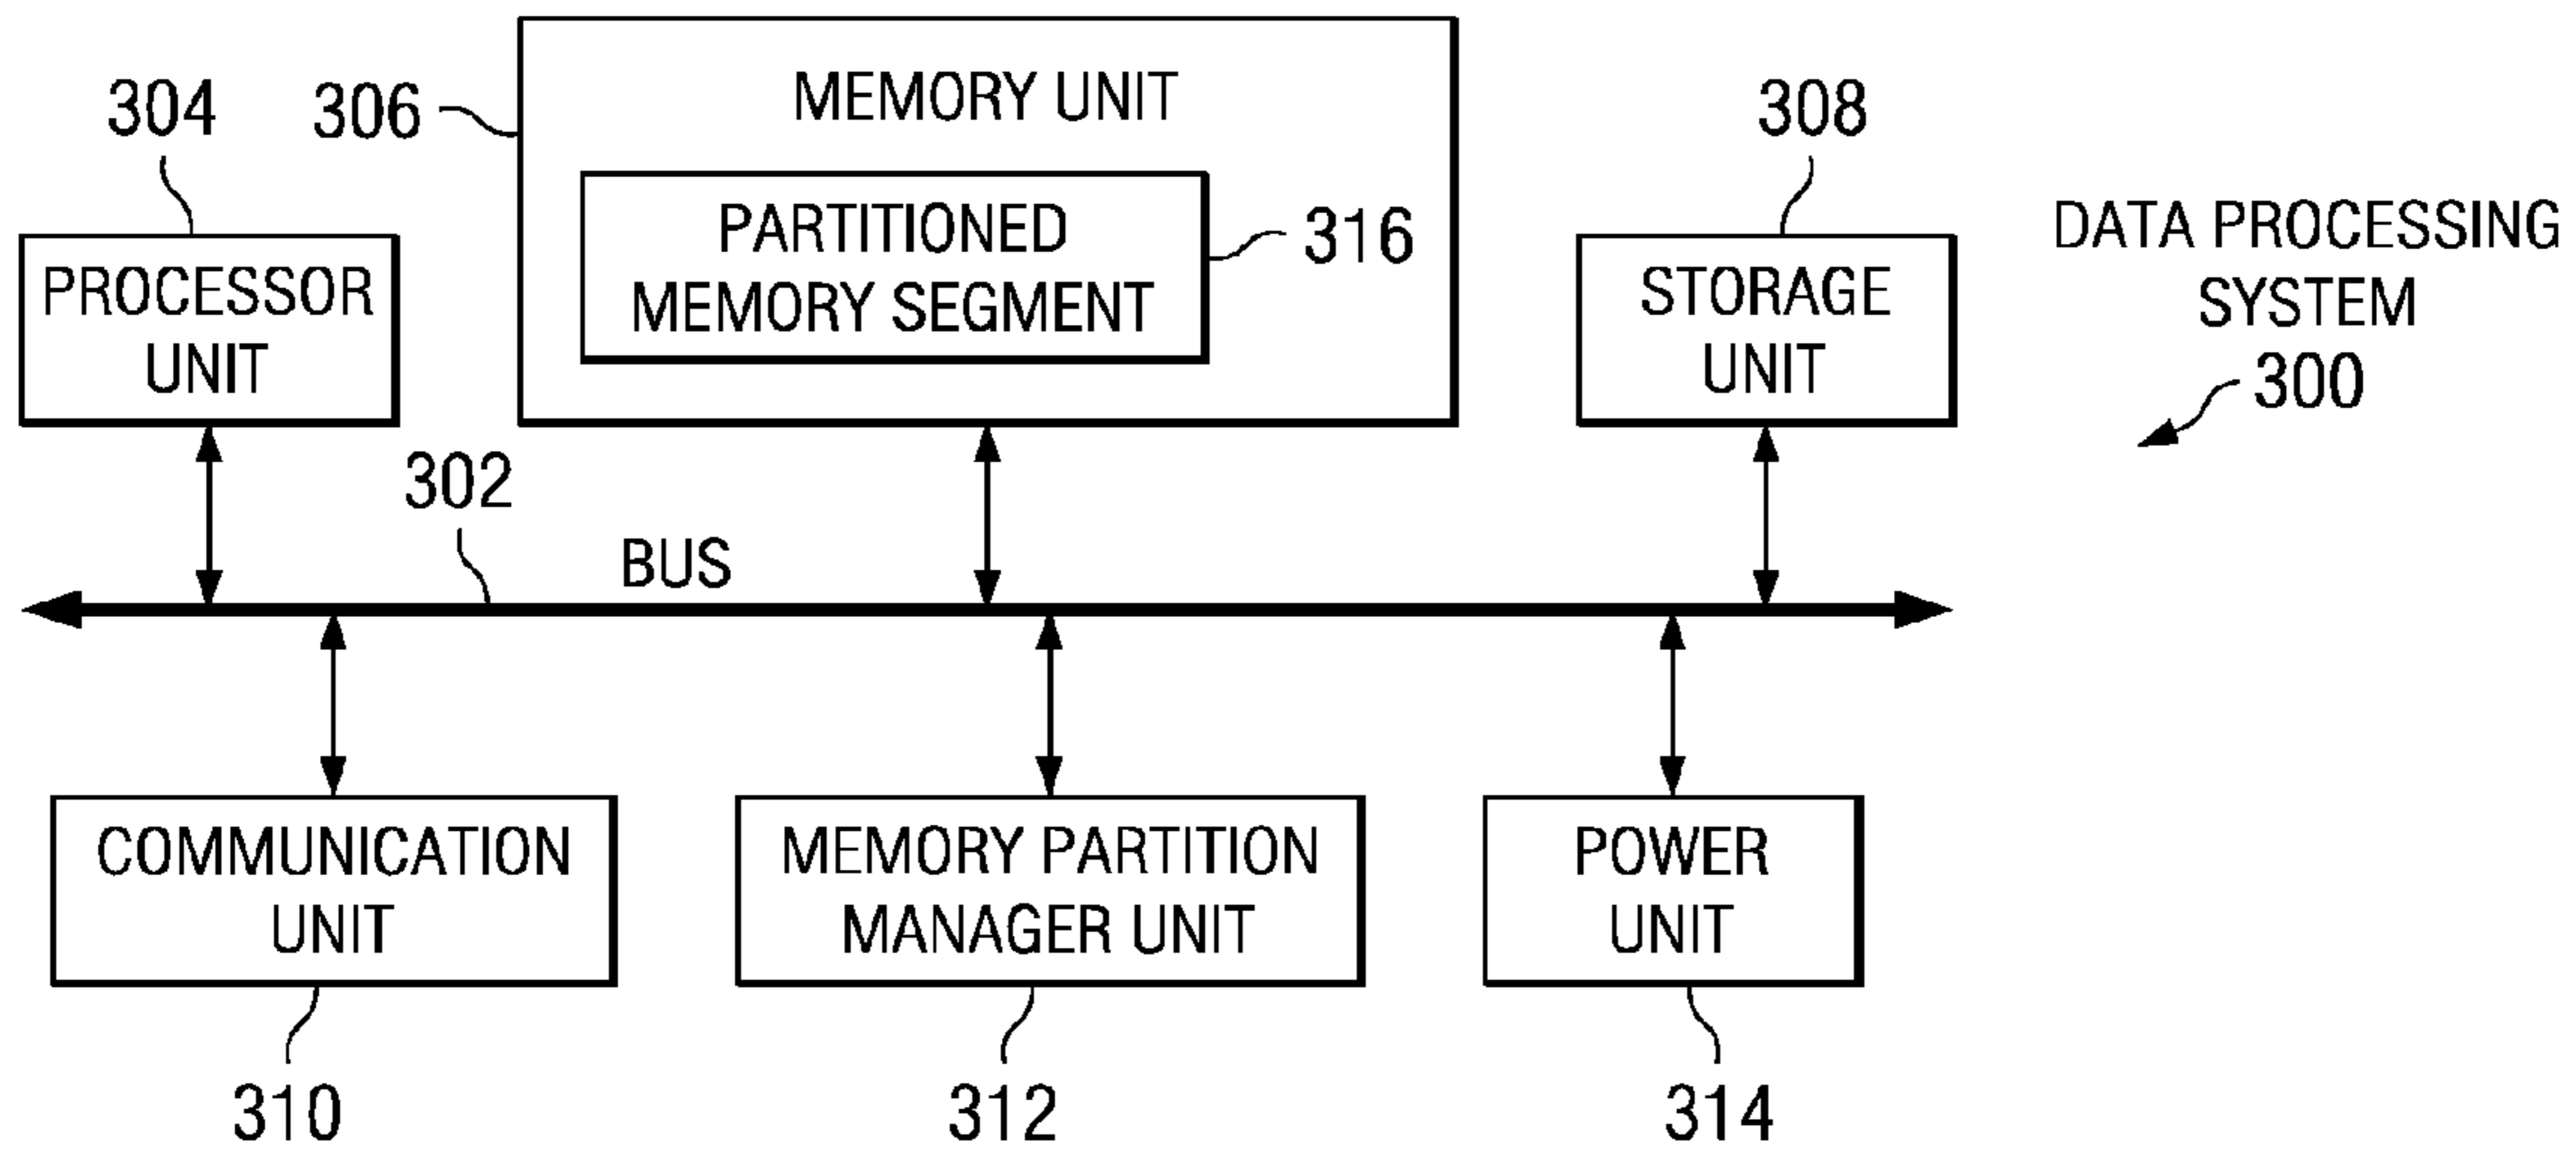 304
306
MEMORY UNIT
308
PARTITIONED
MEMORY SEGMENT
316
PROCESSOR
UNIT
STORAGE
UNIT
DATA PROCESSING
SYSTEM
300
302
BUS
COMMUNICATION
UNIT
MEMORY PARTITION
MANAGER UNIT
POWER
UNIT
310
312
314